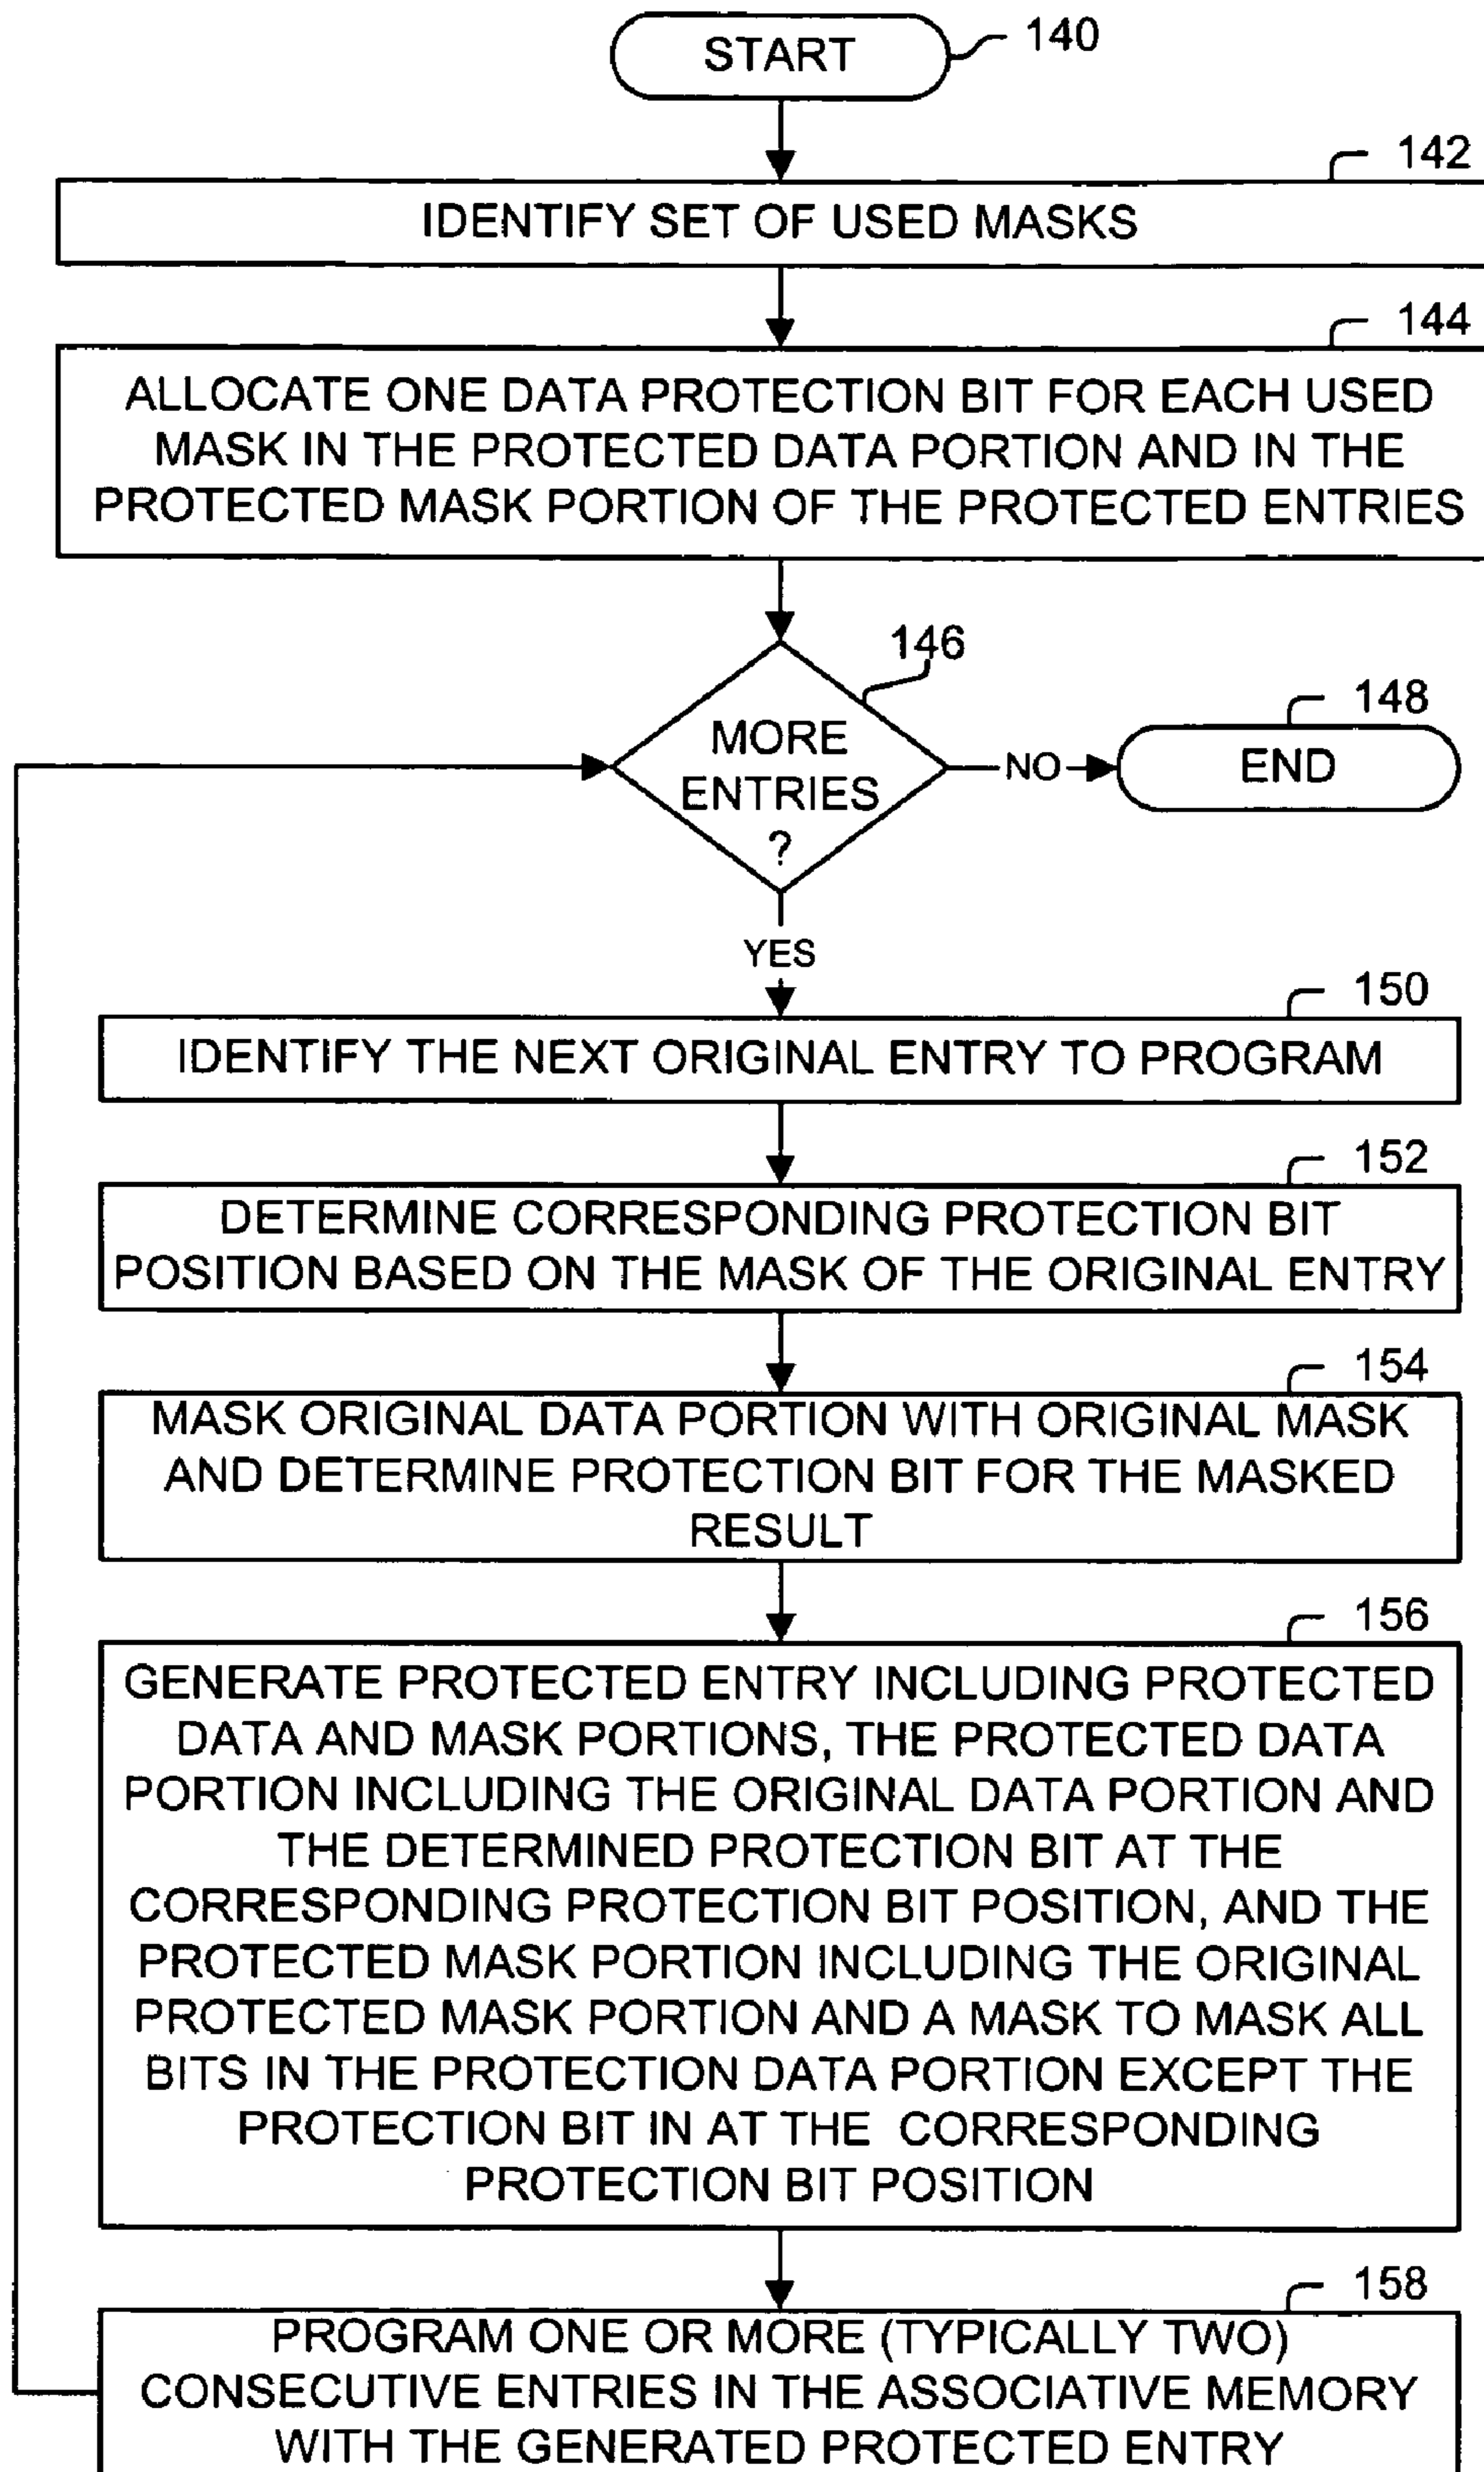 START
140
142
IDENTIFY SET OF USED MASKS
144
ALLOCATE ONE DATA PROTECTION BIT FOR EACH USED
MASK IN THE PROTECTED DATA PORTION AND IN THE
PROTECTED MASK PORTION OF THE PROTECTED ENTRIES
146
MORE
ENTRIES
?
NO
148
END
YES
150
IDENTIFY THE NEXT ORIGINAL ENTRY TO PROGRAM
152
DETERMINE CORRESPONDING PROTECTION BIT
POSITION BASED ON THE MASK OF THE ORIGINAL ENTRY
154
MASK ORIGINAL DATA PORTION WITH ORIGINAL MASK
AND DETERMINE PROTECTION BIT FOR THE MASKED
RESULT
156
GENERATE PROTECTED ENTRY INCLUDING PROTECTED
DATA AND MASK PORTIONS, THE PROTECTED DATA
PORTION INCLUDING THE ORIGINAL DATA PORTION AND
THE DETERMINED PROTECTION BIT AT THE
CORRESPONDING PROTECTION BIT POSITION, AND THE
PROTECTED MASK PORTION INCLUDING THE ORIGINAL
PROTECTED MASK PORTION AND A MASK TO MASK ALL
BITS IN THE PROTECTION DATA PORTION EXCEPT THE
PROTECTION BIT IN AT THE CORRESPONDING
PROTECTION BIT POSITION
158
PROGRAM ONE OR MORE (TYPICALLY TWO)
CONSECUTIVE ENTRIES IN THE ASSOCIATIVE MEMORY
WITH THE GENERATED PROTECTED ENTRY